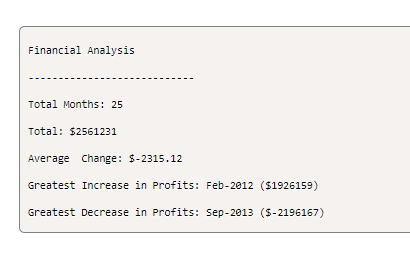 Financial Analysis
----------------------------
Total Months: 25
Total: $2561231
Average  Change: $-2315.12
Greatest Increase in Profits: Feb-2012 ($1926159)
Greatest Decrease in Profits: Sep-2013 ($-2196167)